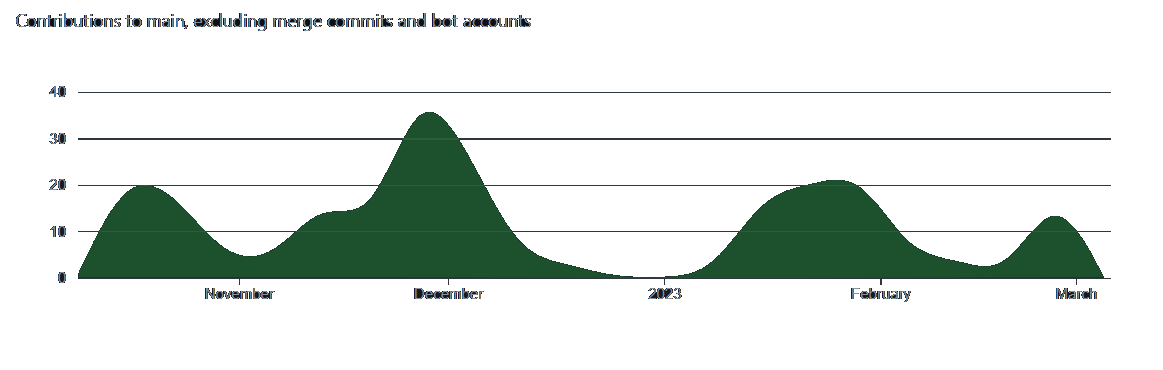 Contributions to main, excluding merge commits and bot accounts
40
30
20
10
0
November December 2023 February March